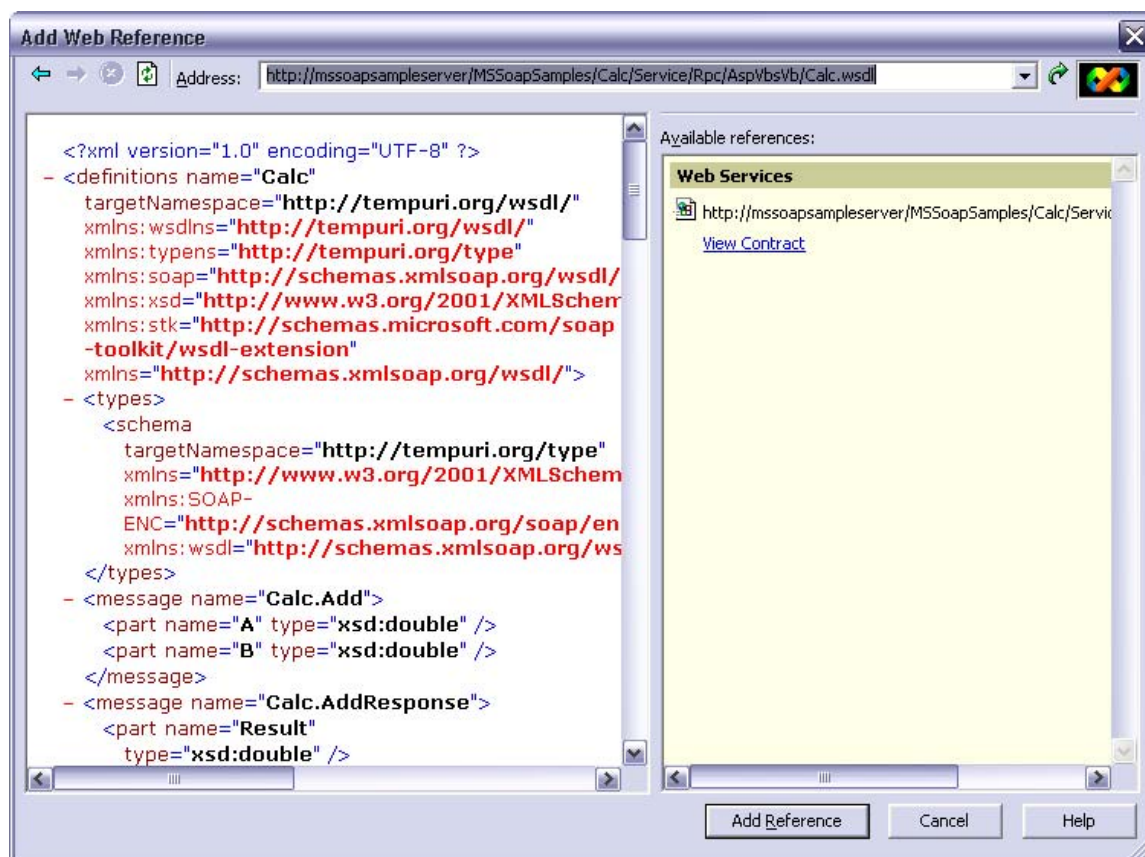 Add Web Reference
Address: http://mssoapsampleserver/MSSoapSamples/Calc/Service/Rpc/AspVbsVb/Calc.wsdl
<?xml version="1.0" encoding="UTF-8" ?>
- <definitions name="Calc"
targetNamespace="http://tempuri.org/wsdl/"
xmlns:wsdlns="http://tempuri.org/wsdl/"
xmlns:typens="http://tempuri.org/type"
xmlns:soap="http://schemas.xmlsoap.org/wsdl/
xmlns:xsd="http://www.w3.org/2001/XMLSchem
xmlns:stk="http://schemas.microsoft.com/soap
-toolkit/wsdl-extension"
xmlns="http://schemas.xmlsoap.org/wsdl/">
- <types>
<schema
targetNamespace="http://tempuri.org/type"
xmlns="http://www.w3.org/2001/XMLSchem
xmlns:SOAP-
ENC="http://schemas.xmlsoap.org/soap/en
xmlns:wsdl="http://schemas.xmlsoap.org/ws
</types>
- <message name="Calc.Add">
<part name="A" type="xsd:double" />
<part name="B" type="xsd:double" />
</message>
- <message name="Calc.AddResponse">
<part name="Result"
type="xsd:double" />
Available references:
Web Services
http://mssoapsampleserver/MSSoapSamples/Calc/Servic
View Contract
Add Reference
Cancel
Help